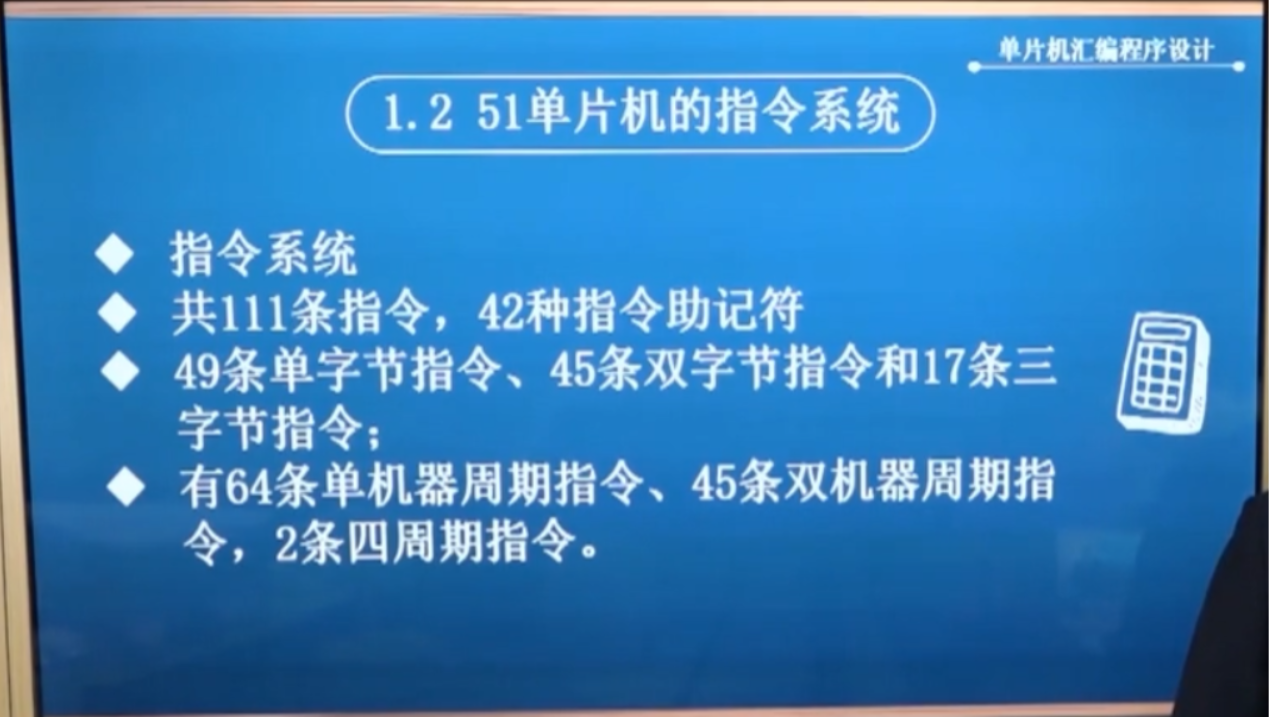 单片机汇编程序设计
1.2 51单片机的指令系统
指令系统
共111条指令，42种指令助记符
49条单字节指令、45条双字节指令和17条三
字节指令；
有64条单机器周期指令、45条双机器周期指
令，2条四周期指令。